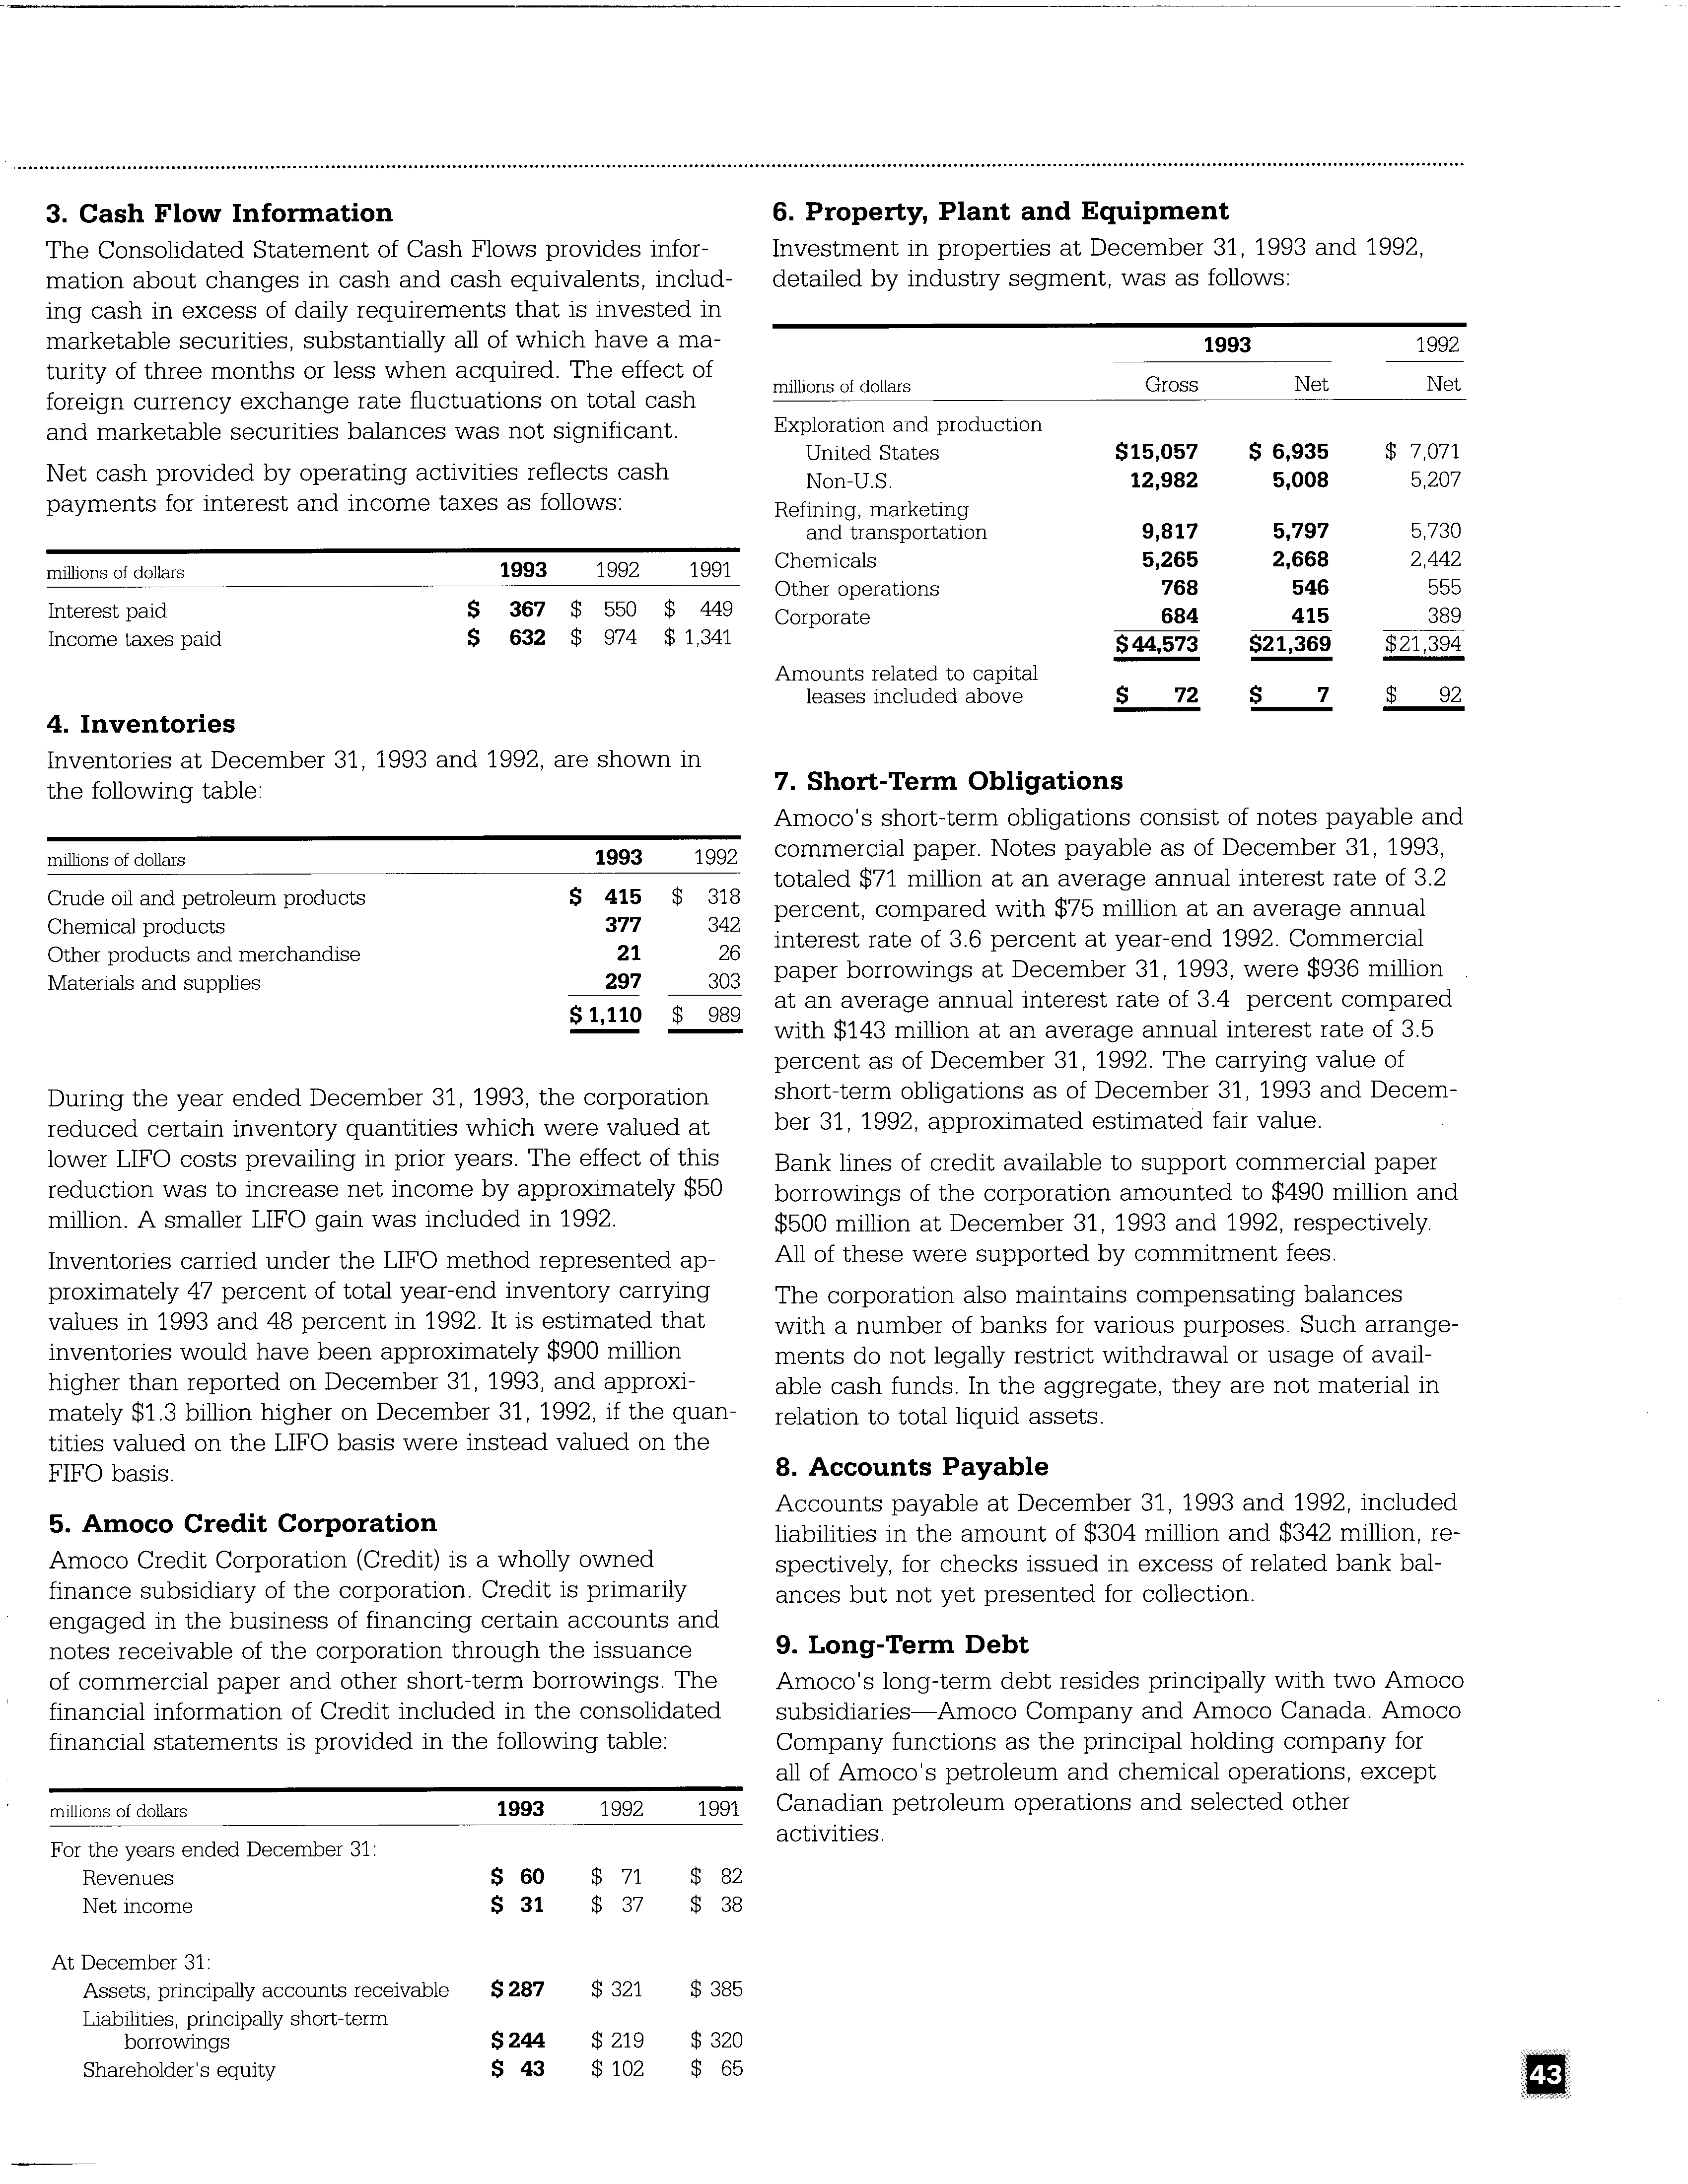 3. Cash Flow Information
The Consolidated Statement of Cash Flows provides infor-
mation about changes in cash and cash equivalents, includ-
ing cash in excess of daily requirements that is invested in
marketable securities, substantially all of which have a ma-
turity of three months or less when acquired. The effect of
foreign currency exchange rate fluctuations on total cash
and marketable securities balances was not significant.
Net cash provided by operating activities reflects cash
payments for interest and income taxes as follows:
millions of dollars 1993 1992 1991
Interest paid $ 367 $ 550 $ 449
Income taxes paid $ 632 $ 974 $ 1,341
4. Inventories
Inventories at December 31, 1993 and 1992, are shown in
the following table:
millions of dollars 1993 1992
Crude oil and petroleum products $ 415 $ 318
Chemical products 377 342
Other products and merchandise 21 26
Materials and supplies 297 303
$ 1,110 $ 989
During the year ended December 31, 1993, the corporation
reduced certain inventory quantities which were valued at
lower LIFO costs prevailing in prior years. The effect of this
reduction was to increase net income by approximately $50
million. A smaller LIFO gain was included in 1992.
Inventories carried under the LIFO method represented ap-
proximately 47 percent of total year-end inventory carrying
values in 1993 and 48 percent in 1992. It is estimated that
inventories would have been approximately $900 million
higher than reported on December 31, 1993, and approxi-
mately $1.3 billion higher on December 31, 1992, if the quan-
tities valued on the LIFO basis were instead valued on the
FIFO basis.
5. Amoco Credit Corporation
Amoco Credit Corporation (Credit) is a wholly owned
finance subsidiary of the corporation. Credit is primarily
engaged in the business of financing certain accounts and
notes receivable of the corporation through the issuance
of commercial paper and other short-term borrowings. The
financial information of Credit included in the consolidated
financial statements is provided in the following table:
millions of dollars 1993 1992 1991
For the years ended December 31:
Revenues $ 60 $ 71 $ 82
Net income $ 31 $ 37 $ 38
At December 31:
Assets, principally accounts receivable $ 287 $ 321 $ 385
Liabilities, principally short-term
borrowings $ 244 $ 219 $ 320
Shareholder's equity $ 43 $ 102 $ 65
6. Property, Plant and Equipment
Investment in properties at December 31, 1993 and 1992,
detailed by industry segment, was as follows:
1993 1992
millions of dollars Gross Net Net
Exploration and production
United States $15,057 $ 6,935 $ 7,071
Non-U.S. 12,982 5,008 5,207
Refining, marketing
and transportation 9,817 5,797 5,730
Chemicals 5,265 2,668 2,442
Other operations 768 546 555
Corporate 684 415 389
$44,573 $21,369 $21,394
Amounts related to capital
leases included above $ 72 $ 7 $ 92
7. Short-Term Obligations
Amoco's short-term obligations consist of notes payable and
commercial paper. Notes payable as of December 31, 1993,
totaled $71 million at an average annual interest rate of 3.2
percent, compared with $75 million at an average annual
interest rate of 3.6 percent at year-end 1992. Commercial
paper borrowings at December 31, 1993, were $936 million
at an average annual interest rate of 3.4 percent compared
with $143 million at an average annual interest rate of 3.5
percent as of December 31, 1992. The carrying value of
short-term obligations as of December 31, 1993 and Decem-
ber 31, 1992, approximated estimated fair value.
Bank lines of credit available to support commercial paper
borrowings of the corporation amounted to $490 million and
$500 million at December 31, 1993 and 1992, respectively.
All of these were supported by commitment fees.
The corporation also maintains compensating balances
with a number of banks for various purposes. Such arrange-
ments do not legally restrict withdrawal or usage of avail-
able cash funds. In the aggregate, they are not material in
relation to total liquid assets.
8. Accounts Payable
Accounts payable at December 31, 1993 and 1992, included
liabilities in the amount of $304 million and $342 million, re-
spectively, for checks issued in excess of related bank bal-
ances but not yet presented for collection.
9. Long-Term Debt
Amoco's long-term debt resides principally with two Amoco
subsidiaries—Amoco Company and Amoco Canada. Amoco
Company functions as the principal holding company for
all of Amoco's petroleum and chemical operations, except
Canadian petroleum operations and selected other
activities.
43